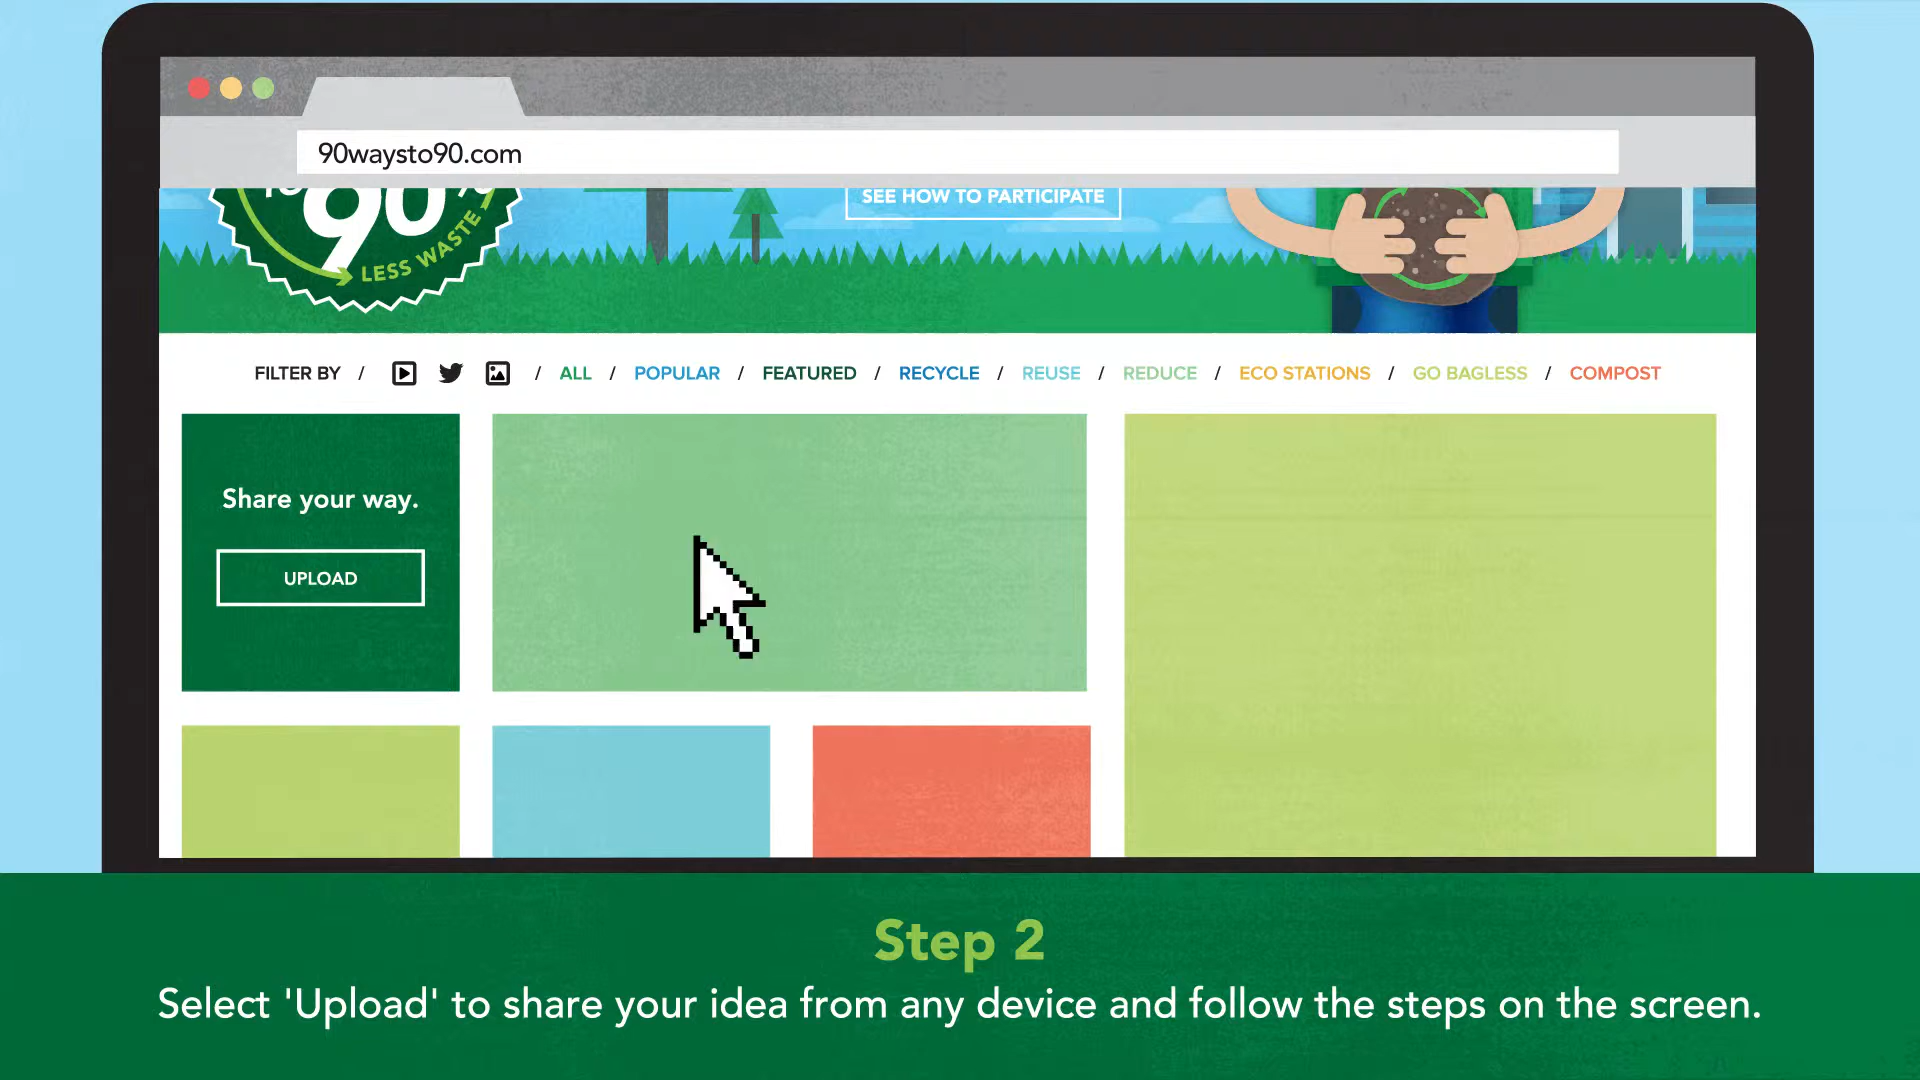 90waysto90.com
90%
LESS WASTE
SEE HOW TO PARTICIPATE
FILTER BY / / ALL / POPULAR / FEATURED / RECYCLE / REUSE / REDUCE / ECO STATIONS / GO BAGLESS / COMPOST
Share your way.
UPLOAD
Step 2
Select 'Upload' to share your idea from any device and follow the steps on the screen.